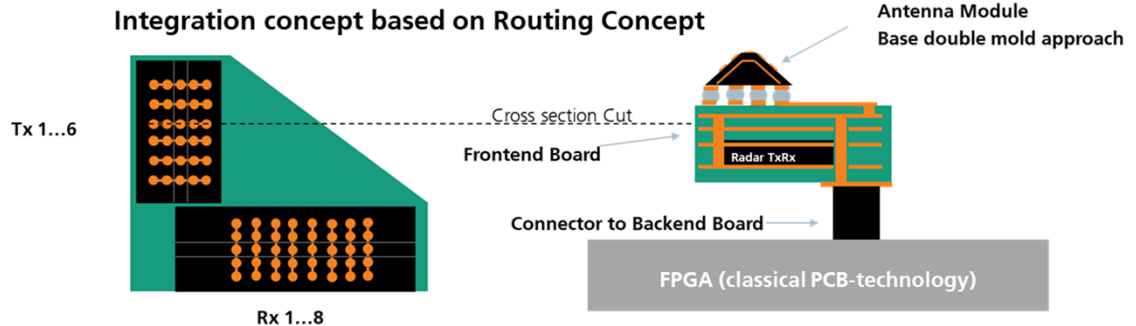 Integration concept based on Routing Concept
Antenna Module
Base double mold approach
Tx 1...6
Cross section Cut
Frontend Board
Radar TxRx
Connector to Backend Board
FPGA (classical PCB-technology)
Rx 1...8